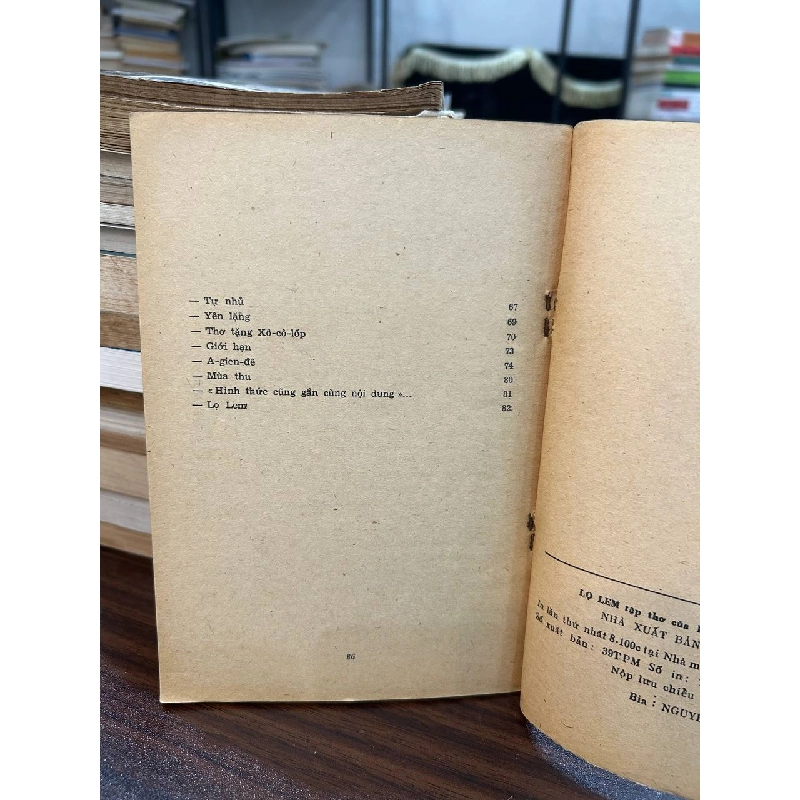 — Tự nhủ 67
— Yên lặng 69
— Thơ tặng Xô-cô-lốp 70
— Giới hạn 73
— A-gien-đê 74
— Mùa thu 80
— « Hình thức cũng gắn cùng nội dung »... 81
— Lọ Lem 82
86
LỌ LEM tập thơ của
NHÀ XUẤT BẢN
In lần thứ nhất 8.100c tại Nhà m
Số xuất bản : 39TPM Số in :
Nộp lưu chiểu
Bìa : NGUY